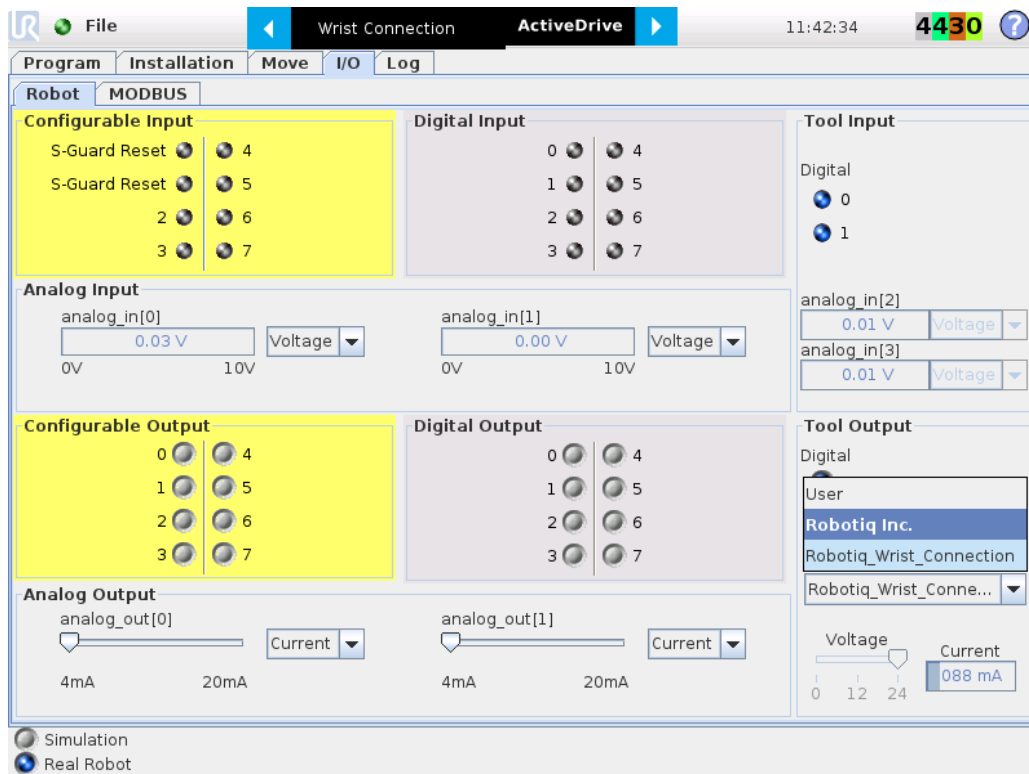 UR File Wrist Connection ActiveDrive 11:42:34 4430 ?
Program Installation Move I/O Log
Robot MODBUS
Configurable Input
S-Guard Reset 4
S-Guard Reset 5
2 6
3 7
Digital Input
0 4
1 5
2 6
3 7
Tool Input
Digital
0
1
Analog Input
analog_in[0]
0.03 V Voltage
0V 10V
analog_in[1]
0.00 V Voltage
0V 10V
analog_in[2]
0.01 V Voltage
analog_in[3]
0.01 V Voltage
Configurable Output
0 4
1 5
2 6
3 7
Digital Output
0 4
1 5
2 6
3 7
Tool Output
Digital
User
Robotiq Inc.
Robotiq_Wrist_Connection
Robotiq_Wrist_Conne...
Analog Output
analog_out[0]
Current
4mA 20mA
analog_out[1]
Current
4mA 20mA
Voltage
0 12 24
Current
088 mA
Simulation
Real Robot